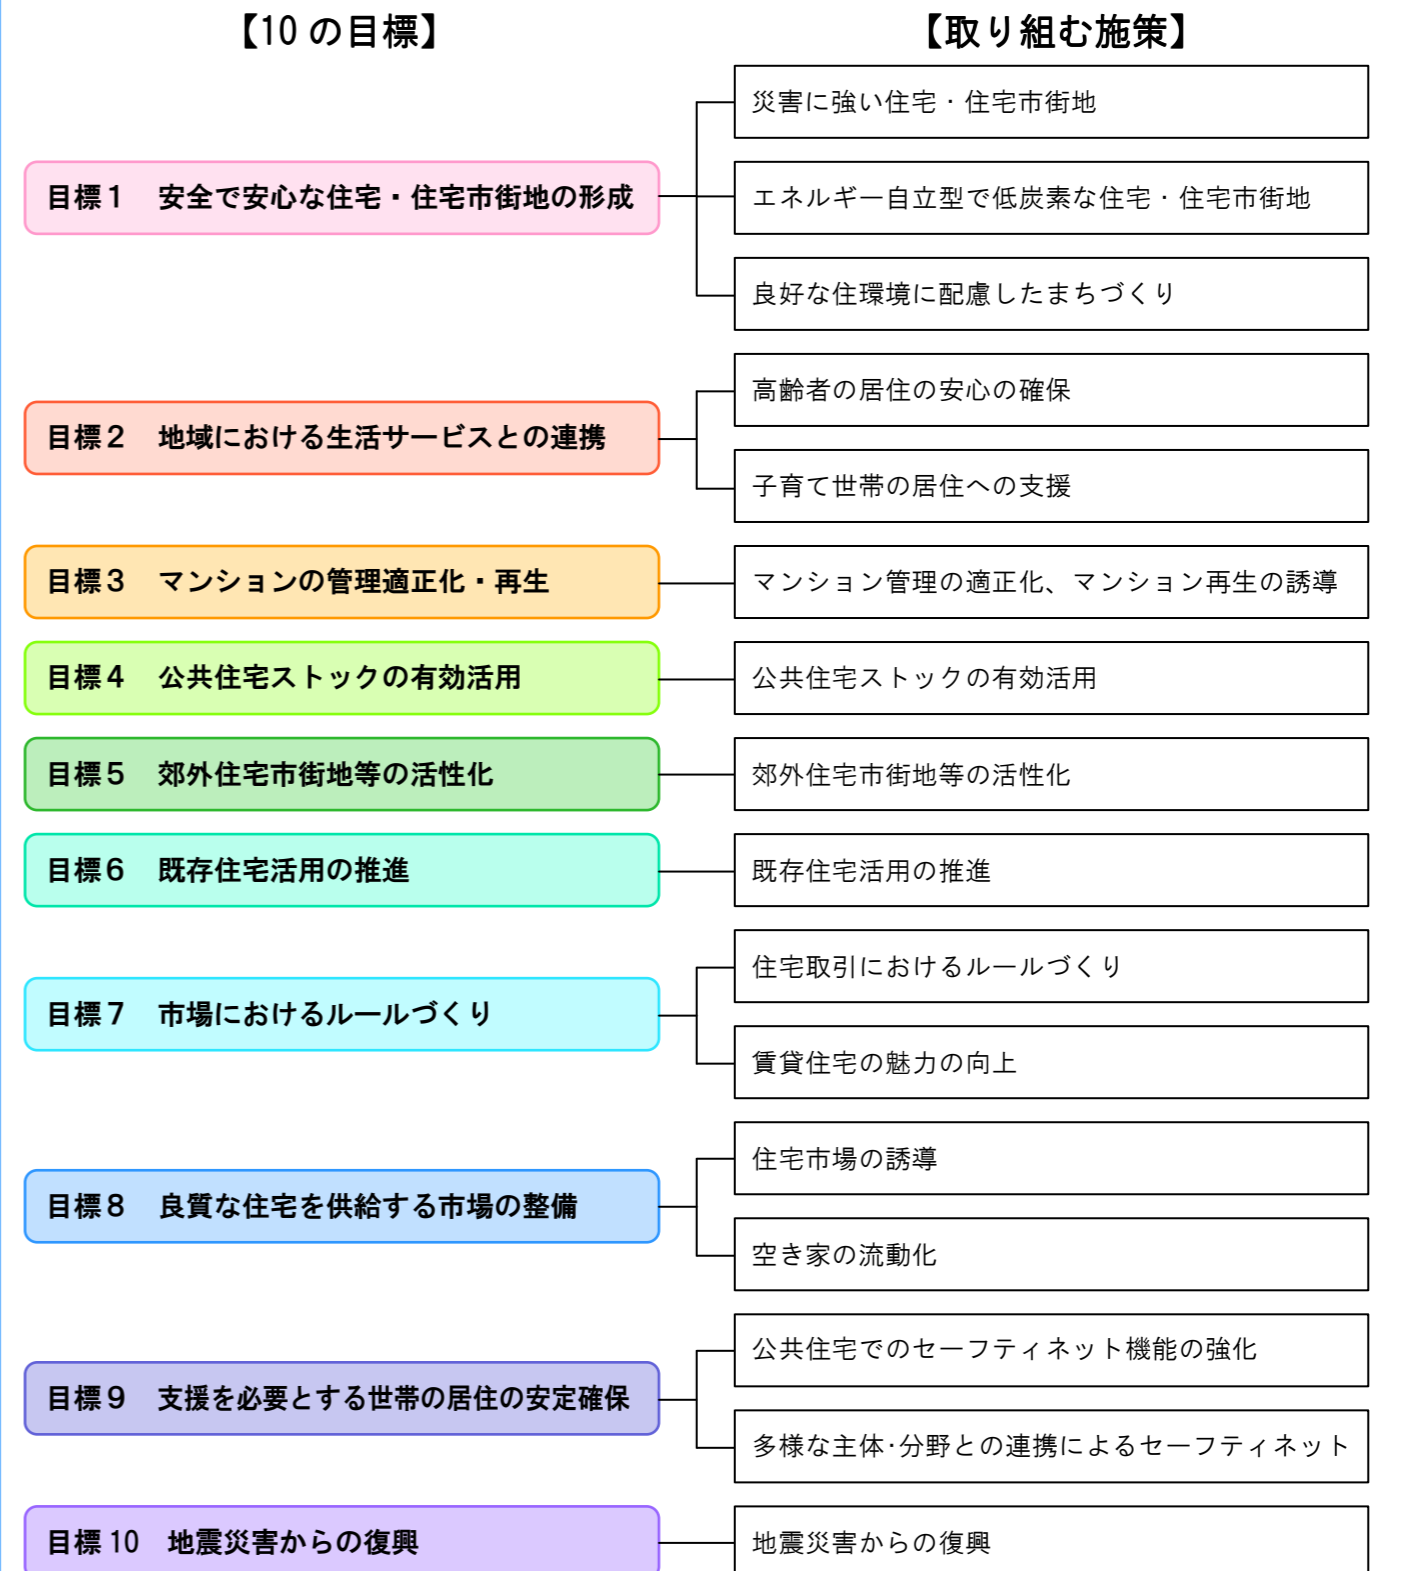 【10の目標】
【取り組む施策】
災害に強い住宅・住宅市街地
目標1 安全で安心な住宅・住宅市街地の形成
エネルギー自立型で低炭素な住宅・住宅市街地
良好な住環境に配慮したまちづくり
高齢者の居住の安心の確保
目標2 地域における生活サービスとの連携
子育て世帯の居住への支援
目標3 マンションの管理適正化・再生
マンション管理の適正化、マンション再生の誘導
目標4 公共住宅ストックの有効活用
公共住宅ストックの有効活用
目標5 郊外住宅市街地等の活性化
郊外住宅市街地等の活性化
目標6 既存住宅活用の推進
既存住宅活用の推進
住宅取引におけるルールづくり
目標7 市場におけるルールづくり
賃貸住宅の魅力の向上
住宅市場の誘導
目標8 良質な住宅を供給する市場の整備
空き家の流動化
公共住宅でのセーフティネット機能の強化
目標9 支援を必要とする世帯の居住の安定確保
多様な主体・分野との連携によるセーフティネット
目標10 地震災害からの復興
地震災害からの復興